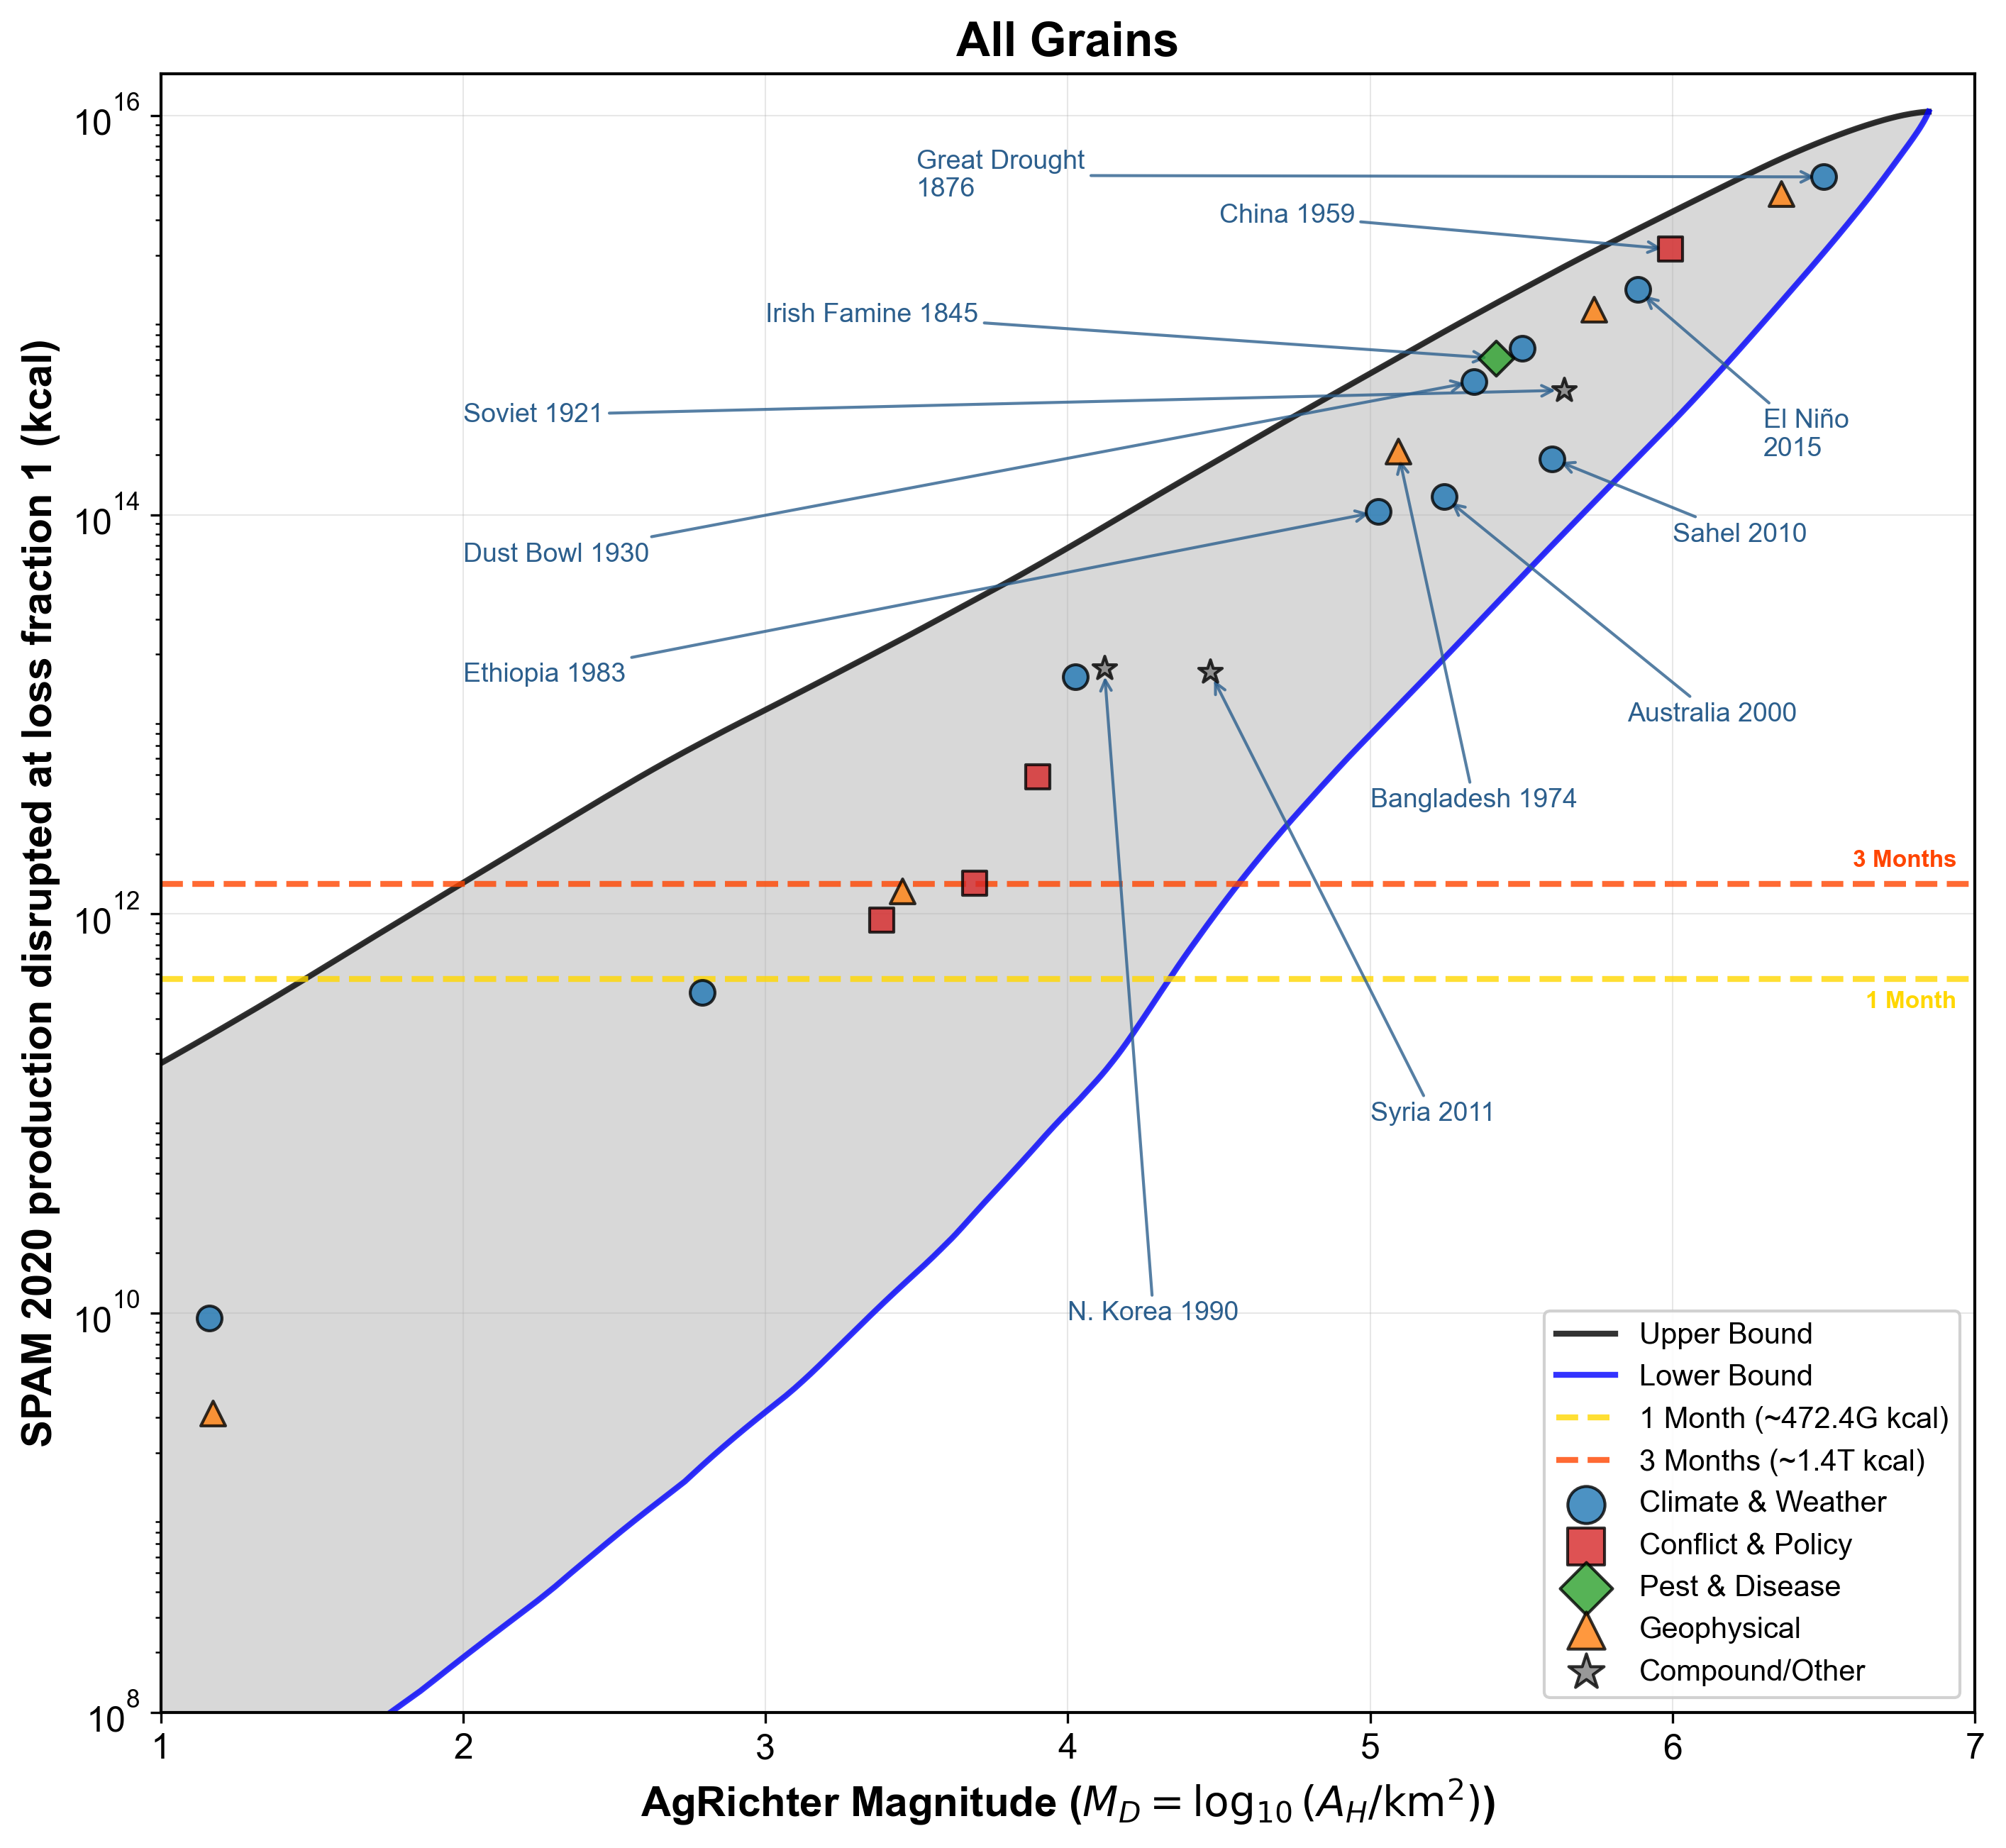 All Grains
SPAM 2020 production disrupted at loss fraction 1 (kcal)
10^16
10^14
10^12
10^10
10^8
Great Drought
1876
China 1959
Irish Famine 1845
Soviet 1921
El Niño
2015
Dust Bowl 1930
Sahel 2010
Ethiopia 1983
Australia 2000
Bangladesh 1974
3 Months
1 Month
Syria 2011
N. Korea 1990
Upper Bound
Lower Bound
1 Month (~472.4G kcal)
3 Months (~1.4T kcal)
Climate & Weather
Conflict & Policy
Pest & Disease
Geophysical
Compound/Other
1 2 3 4 5 6 7
AgRichter Magnitude (M_D = log_10(A_H/km^2))